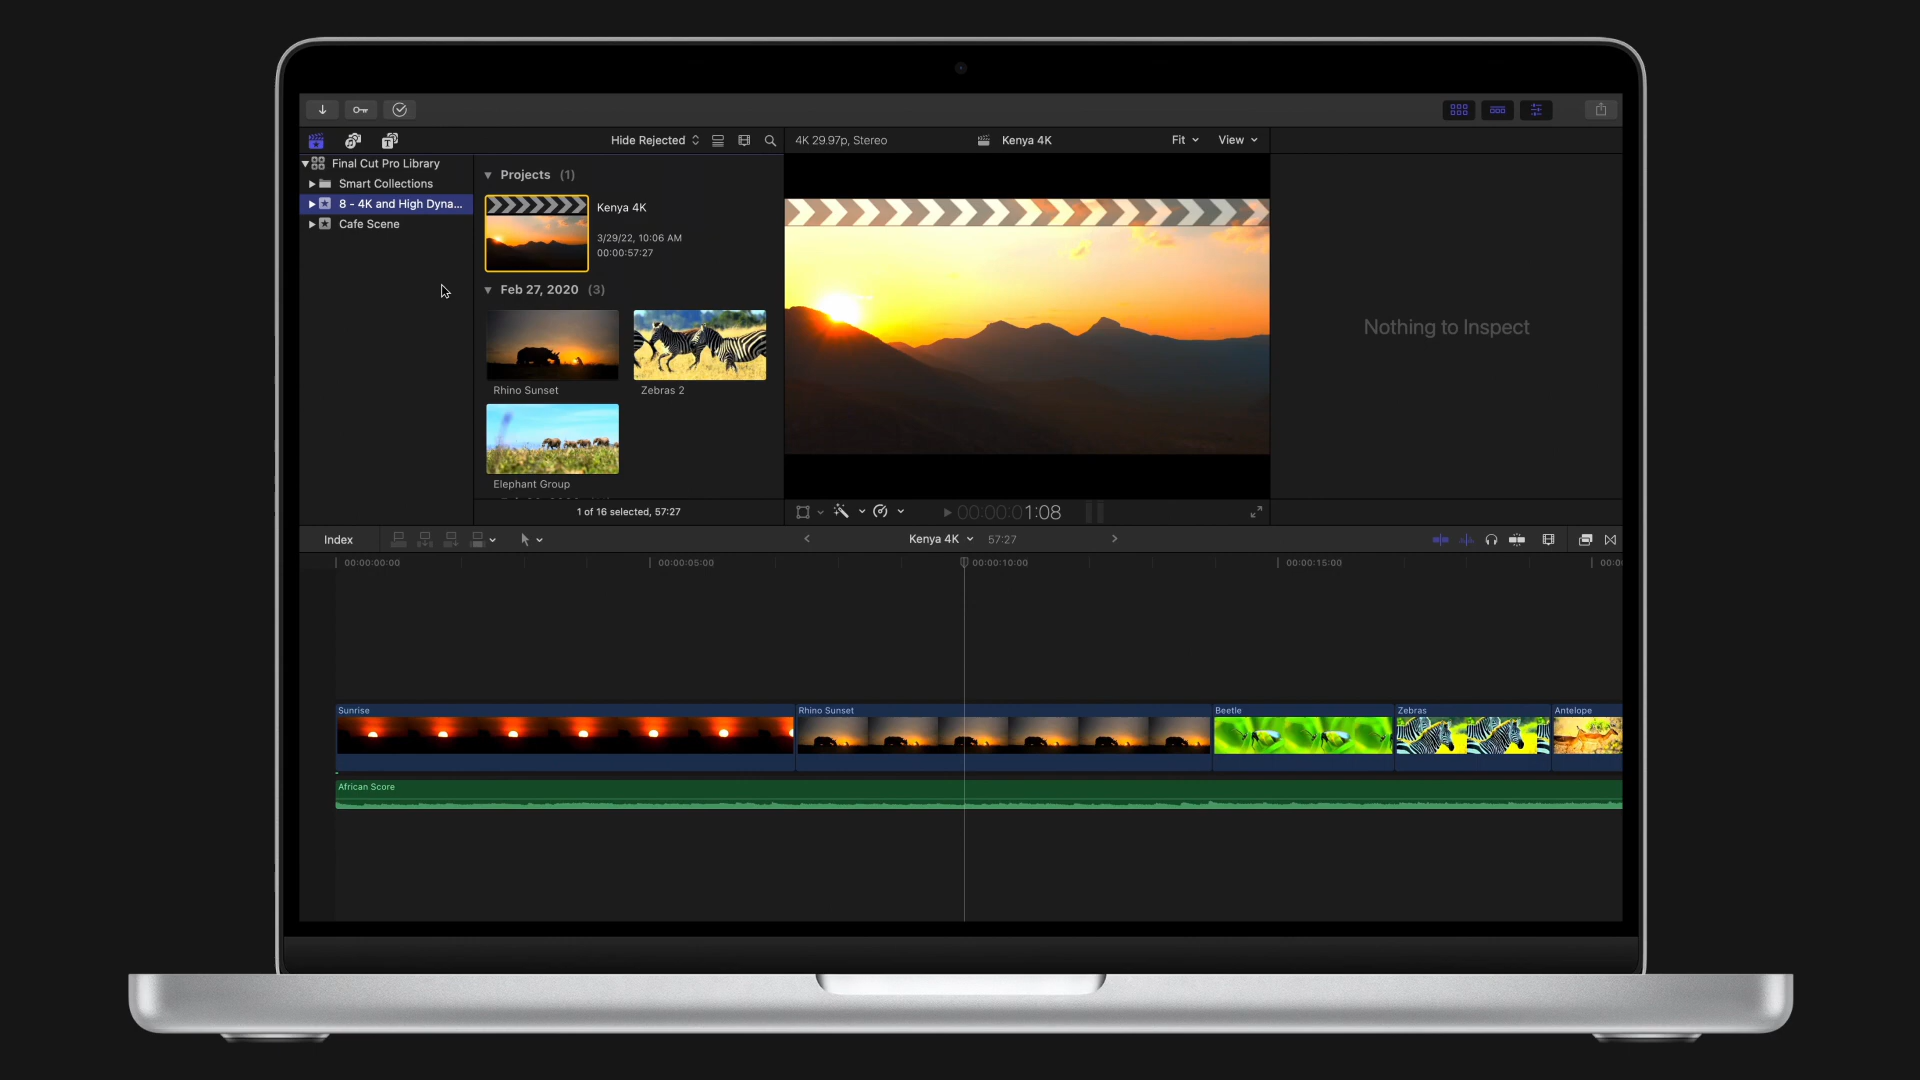 Hide Rejected
4K 29.97p, Stereo
Kenya 4K
Fit
View
Final Cut Pro Library
Smart Collections
8 - 4K and High Dyna...
Cafe Scene
Projects (1)
Kenya 4K
3/29/22, 10:06 AM
00:00:57:27
Feb 27, 2020 (3)
Rhino Sunset
Zebras 2
Elephant Group
1 of 16 selected, 57:27
Nothing to Inspect
00:00:01:08
Index
Kenya 4K
57:27
00:00:00:00
00:00:05:00
00:00:10:00
00:00:15:00
Sunrise
Rhino Sunset
Beetle
Zebras
Antelope
African Score